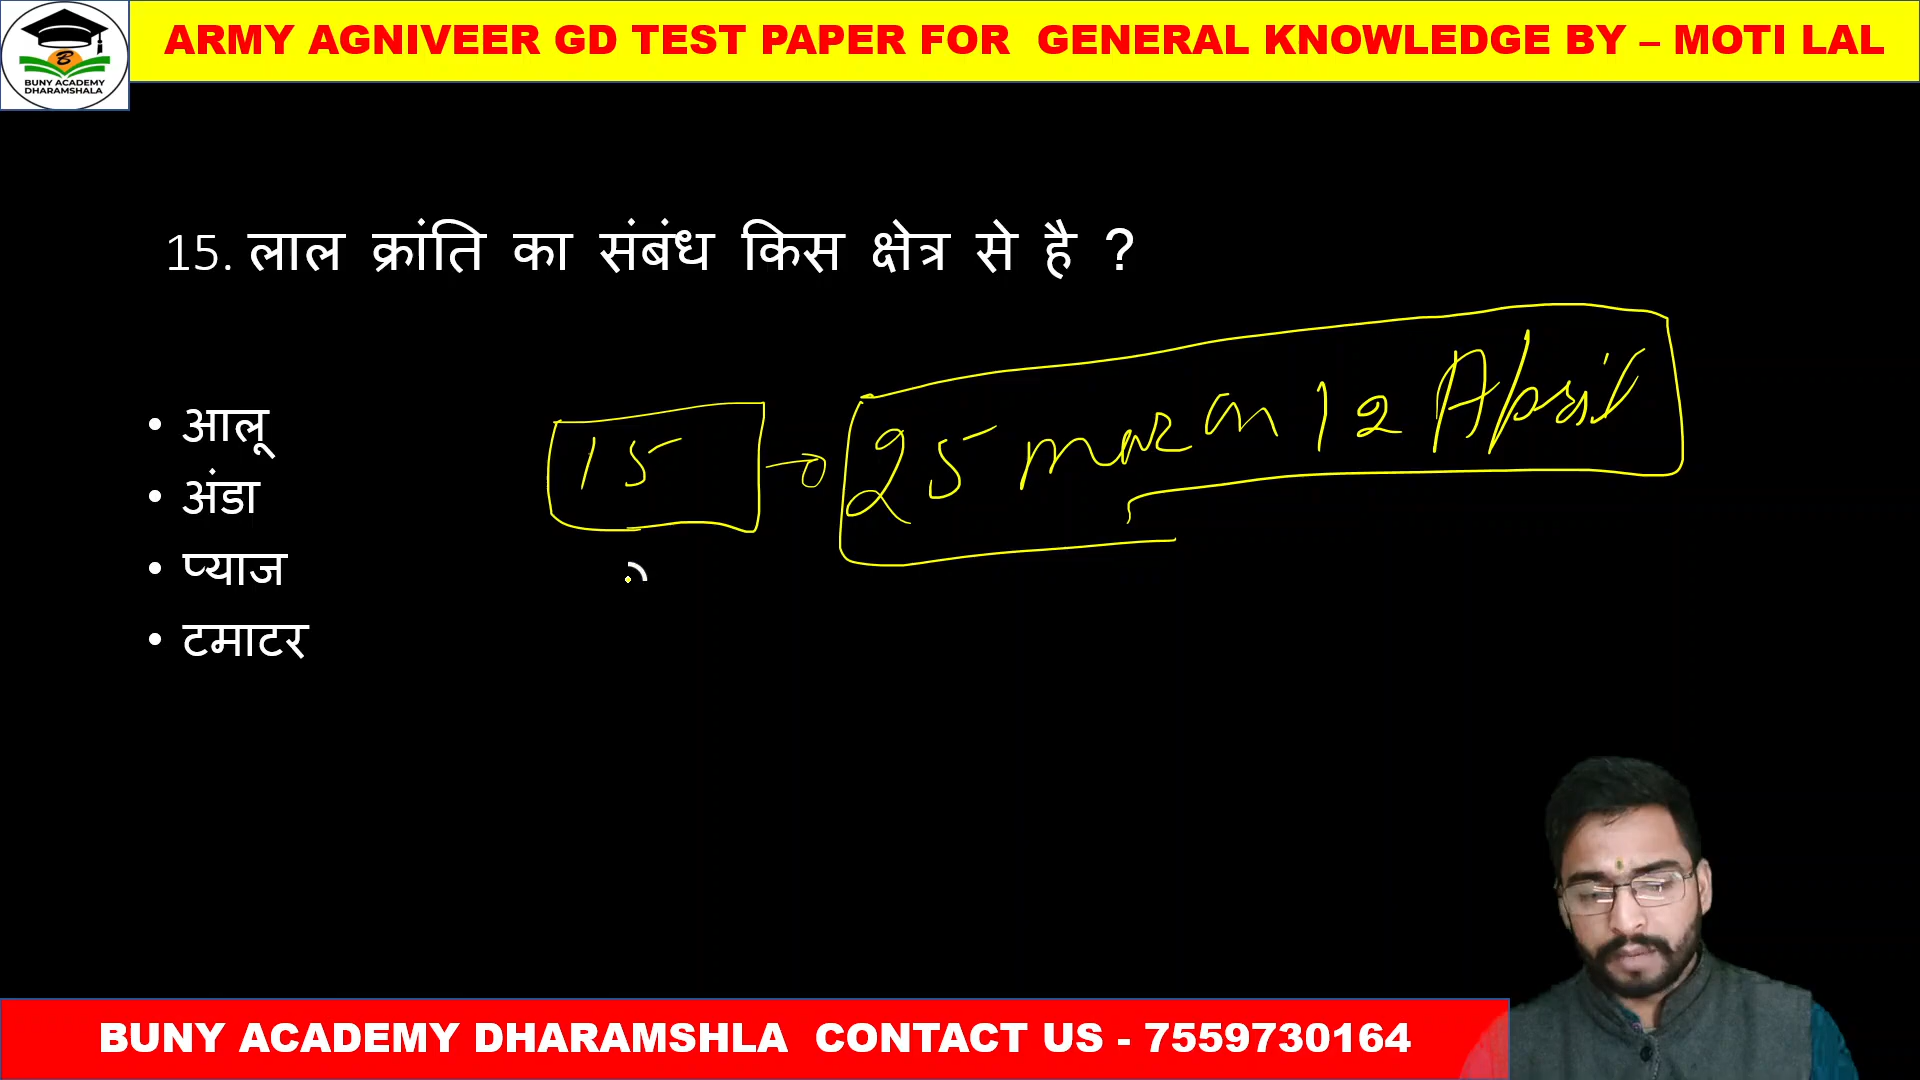 ARMY AGNIVEER GD TEST PAPER FOR GENERAL KNOWLEDGE BY – MOTI LAL
B
BUNY ACADEMY
DHARAMSHALA
15. लाल क्रांति का संबंध किस क्षेत्र से है ?
• आलू
• अंडा
• प्याज
• टमाटर
15
25 12 April
BUNY ACADEMY DHARAMSHLA CONTACT US - 7559730164